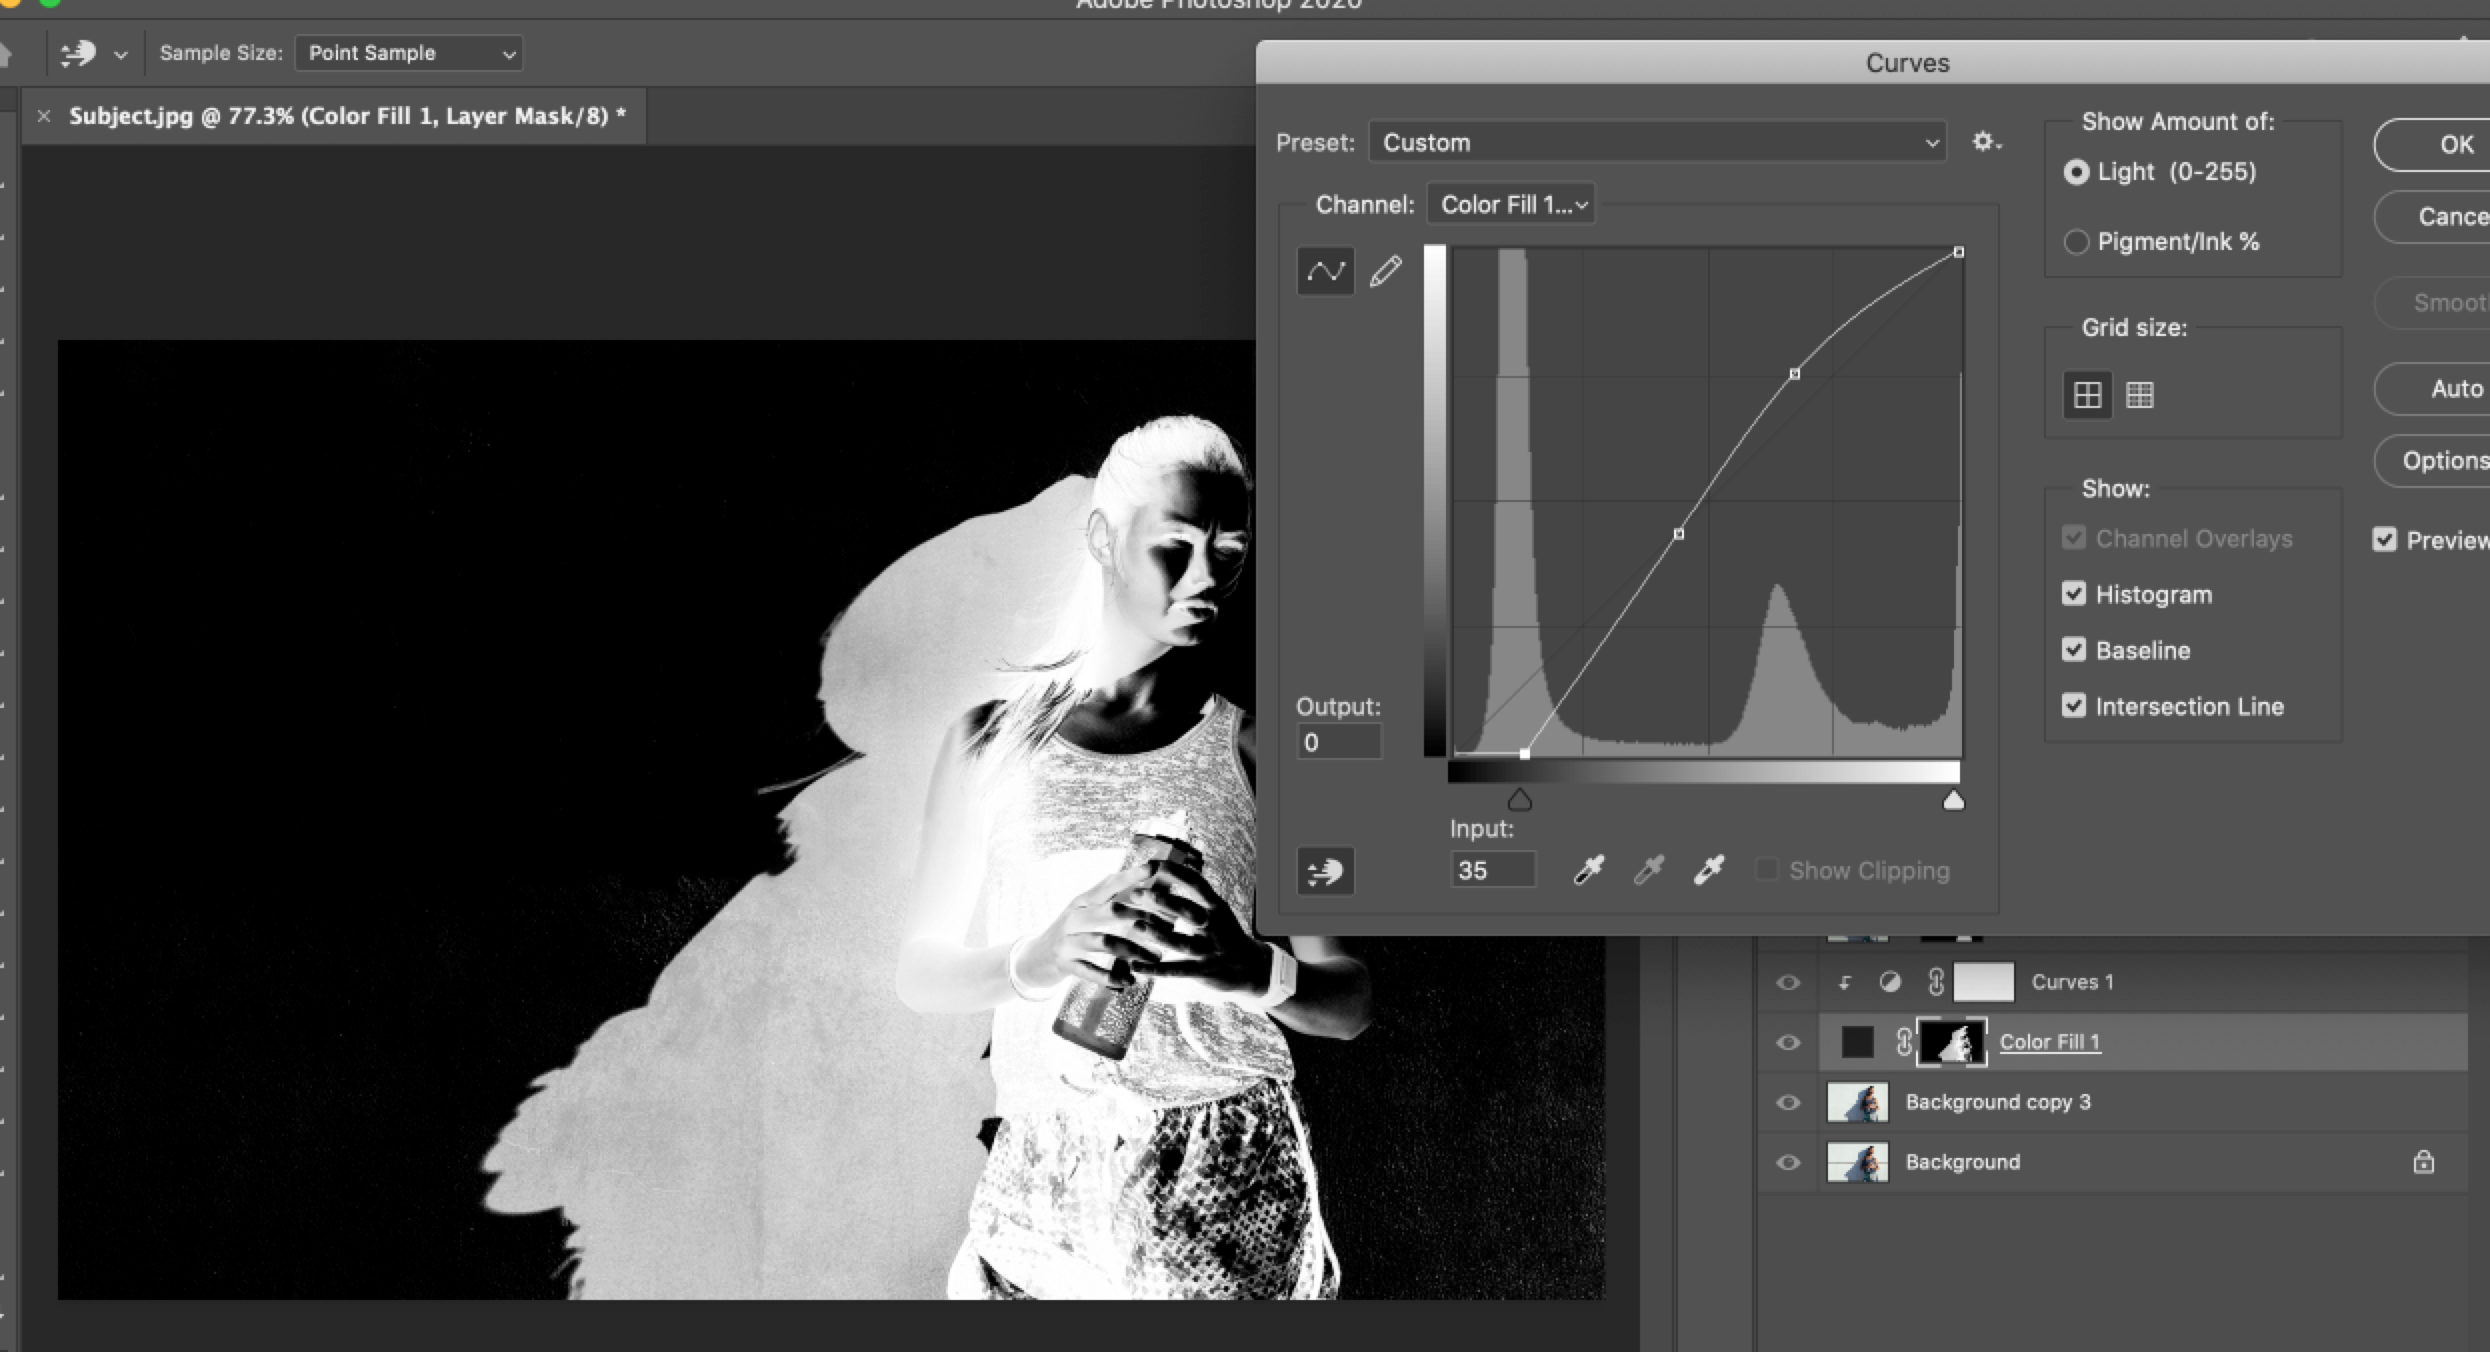 Adobe Photoshop 2020
Sample Size: Point Sample
Curves
× Subject.jpg @ 77.3% (Color Fill 1, Layer Mask/8) *
Preset: Custom
Channel: Color Fill 1...
Output:
0
Input:
35
Show Clipping
Show Amount of:
Light (0-255)
Pigment/Ink %
Grid size:
Show:
Channel Overlays
Histogram
Baseline
Intersection Line
OK
Cance
Smoot
Auto
Options
Preview
Curves 1
Color Fill 1
Background copy 3
Background